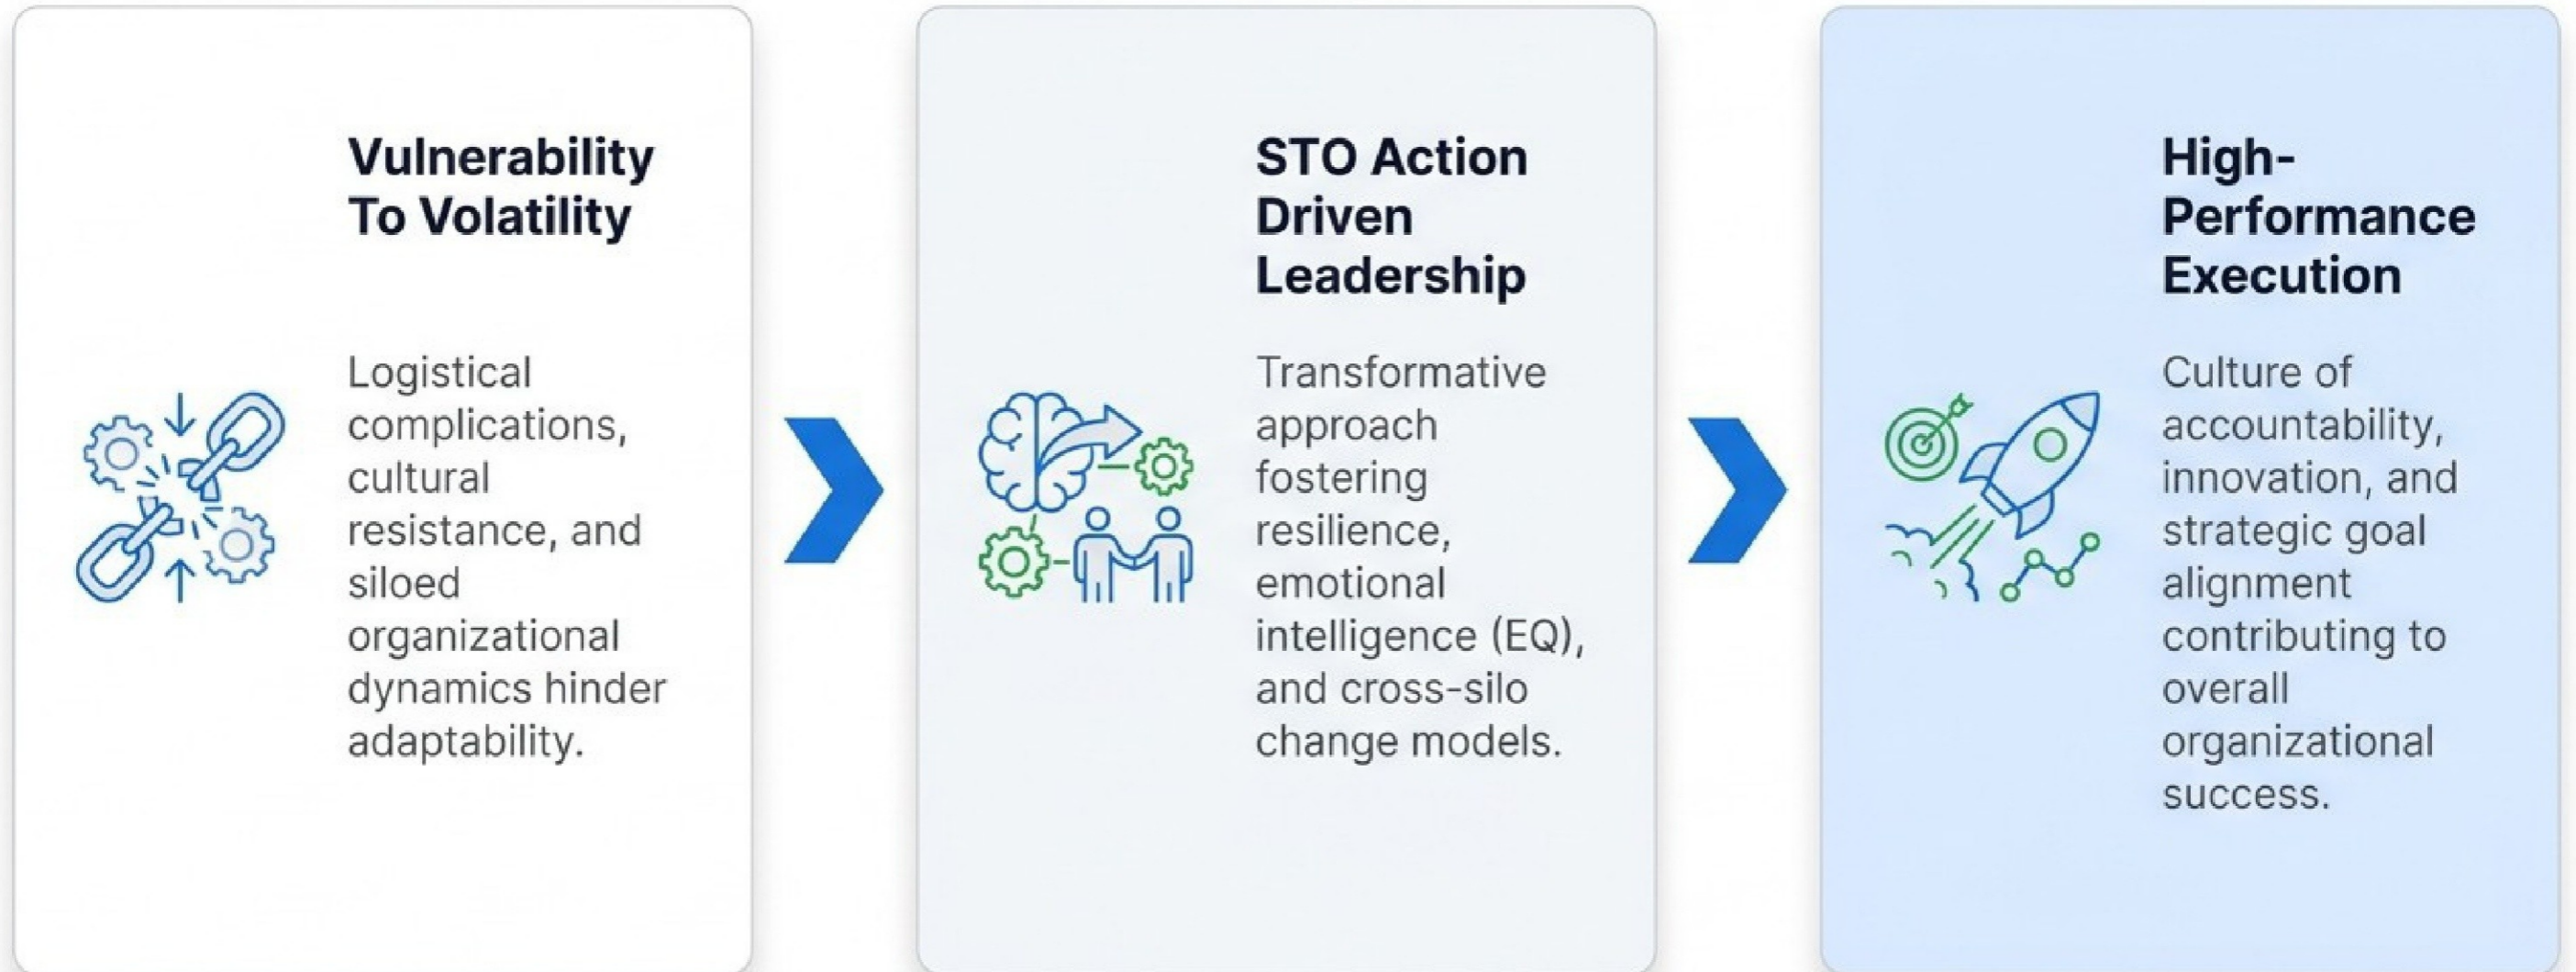 Vulnerability
To Volatility
Logistical
complications,
cultural
resistance, and
siloed
organizational
dynamics hinder
adaptability.
STO Action
Driven
Leadership
Transformative
approach
fostering
resilience,
emotional
intelligence (EQ),
and cross-silo
change models.
High-
Performance
Execution
Culture of
accountability,
innovation, and
strategic goal
alignment
contributing to
overall
organizational
success.